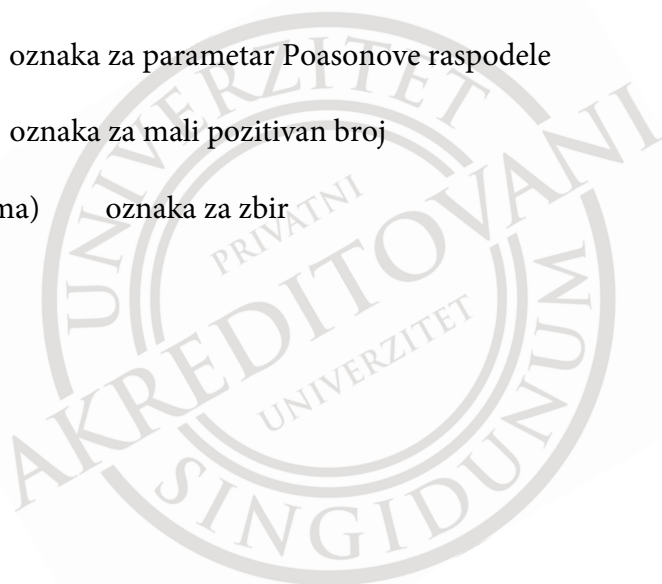 oznaka za parametar Poasonove raspodele
oznaka za mali pozitivan broj
ma) oznaka za zbir
UNIVERZITET
SINGIDUNUM
PRIVATNI
AKREDITOVANI
UNIVERZITET